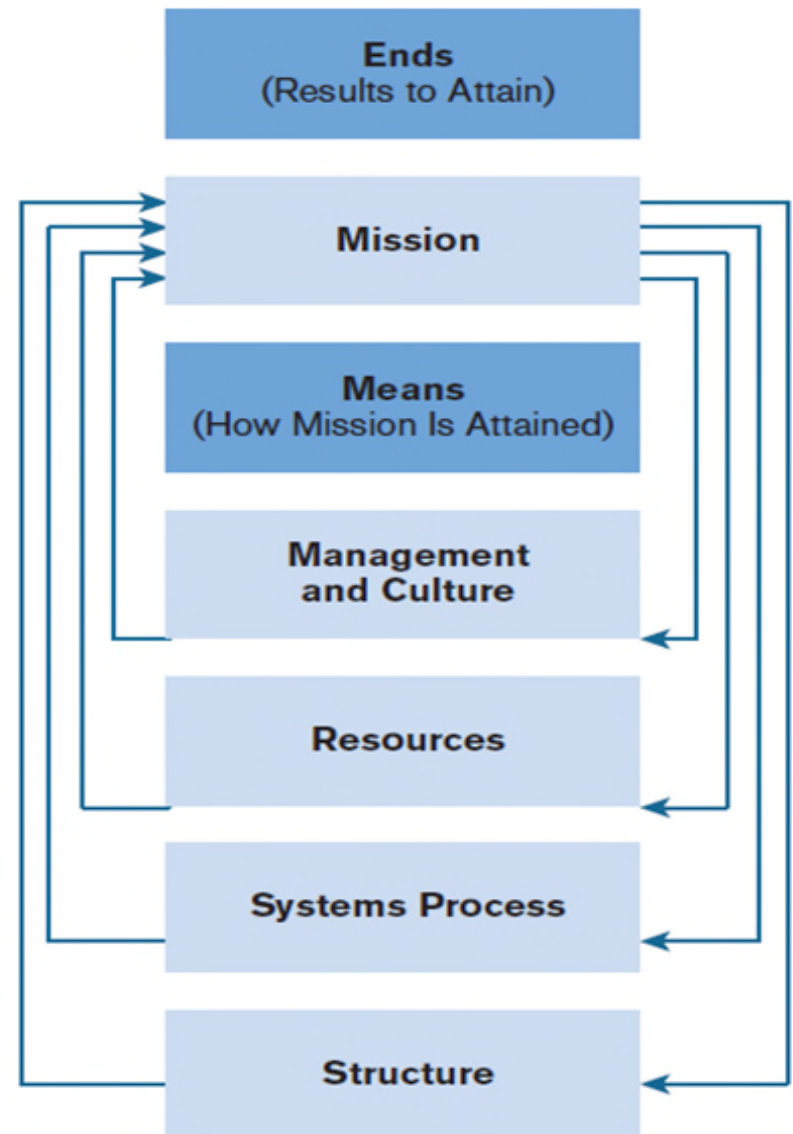 Ends
(Results to Attain)
Mission
Means
(How Mission Is Attained)
Management
and Culture
Resources
Systems Process
Structure